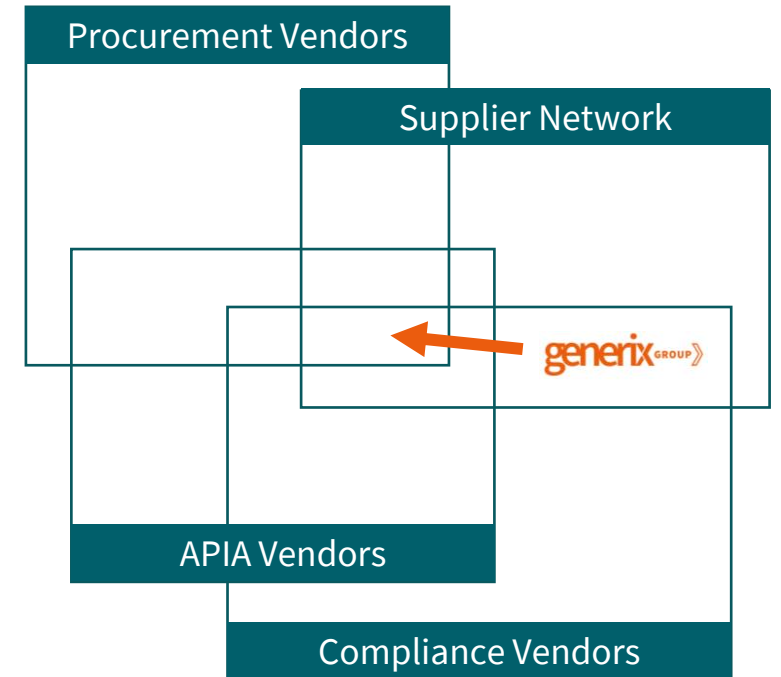 Procurement Vendors
Supplier Network
generix GROUP
APIA Vendors
Compliance Vendors